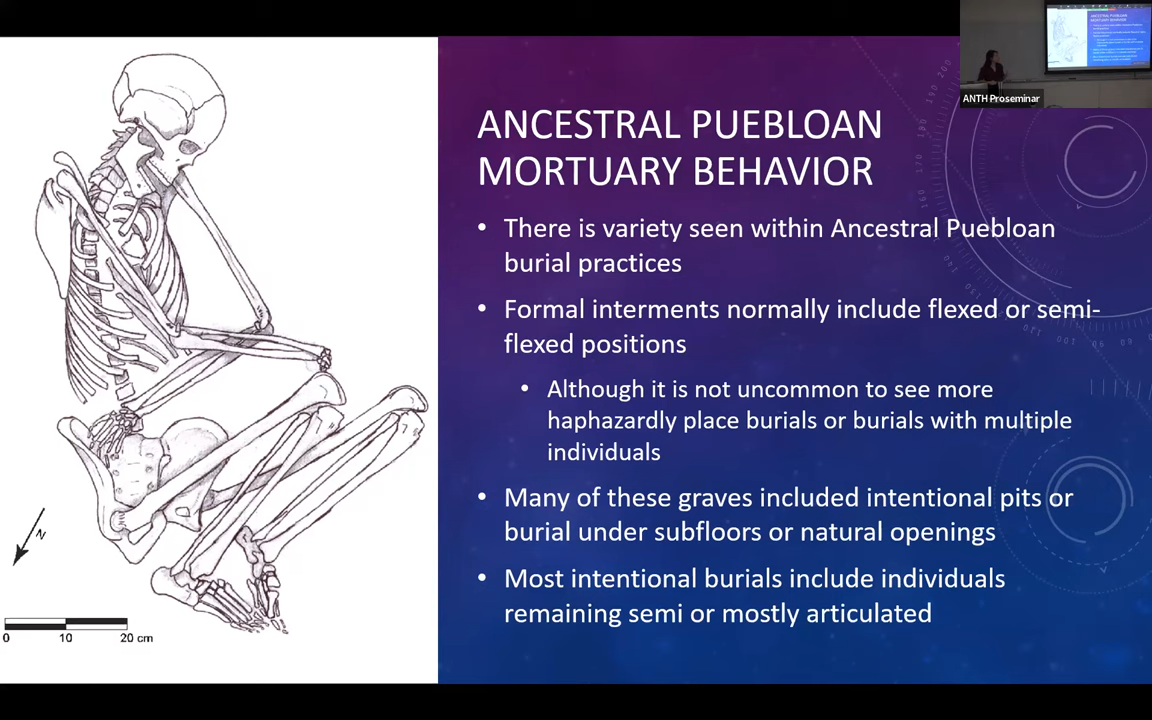 ANTH Proseminar
ANCESTRAL PUEBLOAN
MORTUARY BEHAVIOR
• There is variety seen within Ancestral Puebloan
burial practices
• Formal interments normally include flexed or semi-
flexed positions
• Although it is not uncommon to see more
haphazardly place burials or burials with multiple
individuals
• Many of these graves included intentional pits or
burial under subfloors or natural openings
• Most intentional burials include individuals
remaining semi or mostly articulated
N
0 10 20 cm